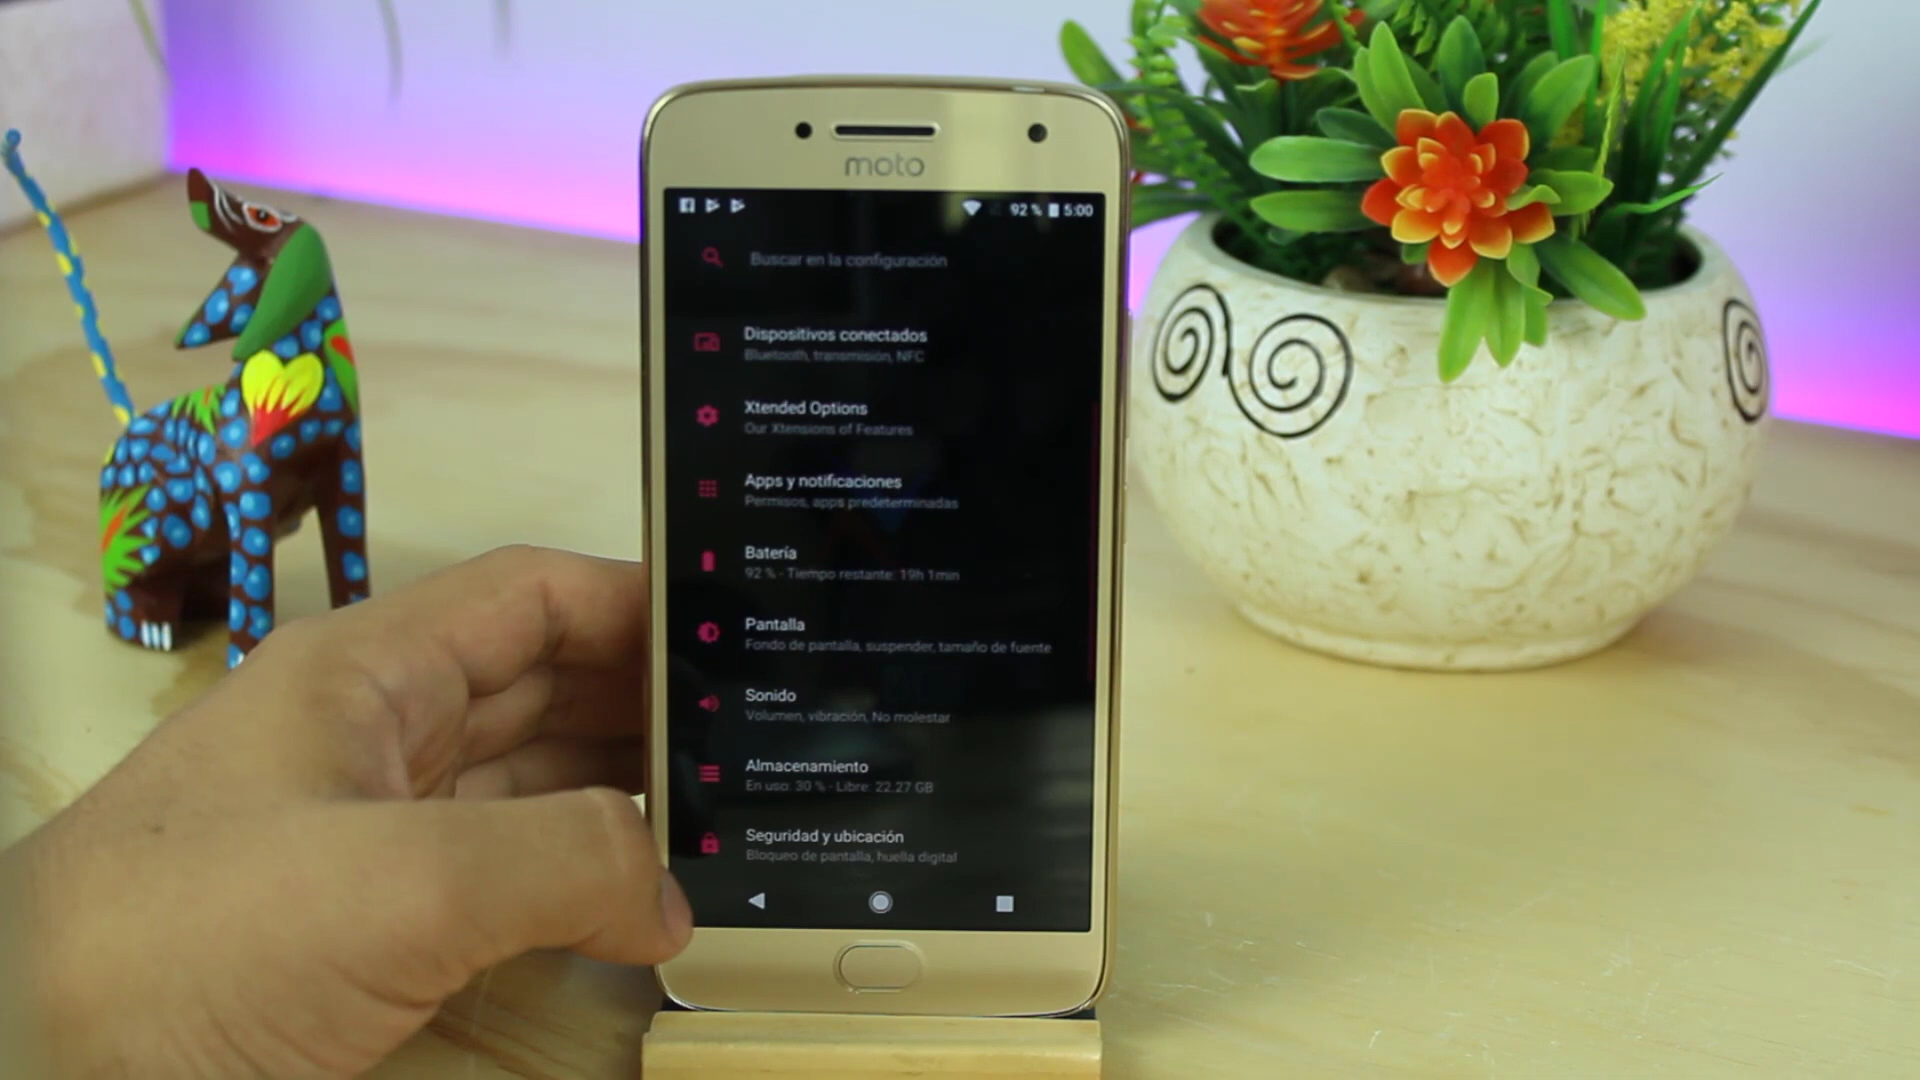 moto
92 % 5:00
Buscar en la configuración
Dispositivos conectados
Bluetooth, transmisión, NFC
Xtended Options
Our Xtensions of Features
Apps y notificaciones
Permisos, apps predeterminadas
Batería
92 % - Tiempo restante: 19h 1min
Pantalla
Fondo de pantalla, suspender, tamaño de fuente
Sonido
Volumen, vibración, No molestar
Almacenamiento
En uso: 30 % - Libre: 22.27 GB
Seguridad y ubicación
Bloqueo de pantalla, huella digital